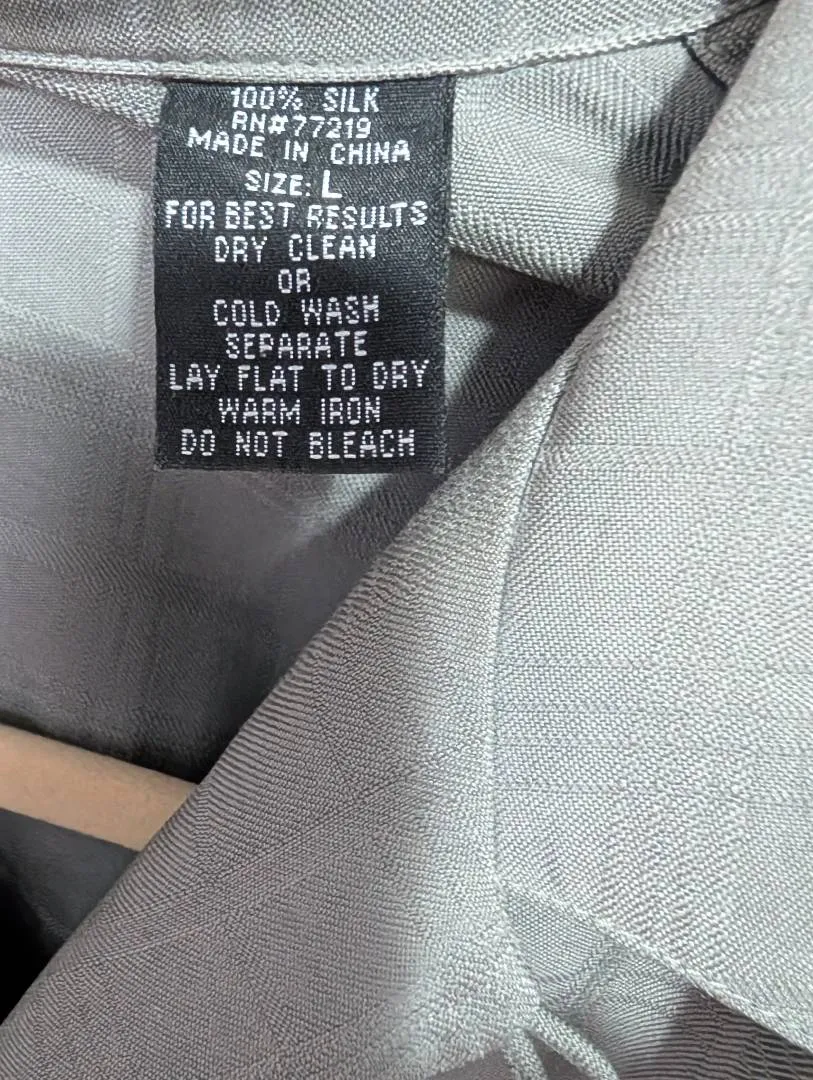 100% SILK
RN#77219
MADE IN CHINA
SIZE: L
FOR BEST RESULTS
DRY CLEAN
OR
COLD WASH
SEPARATE
LAY FLAT TO DRY
WARM IRON
DO NOT BLEACH